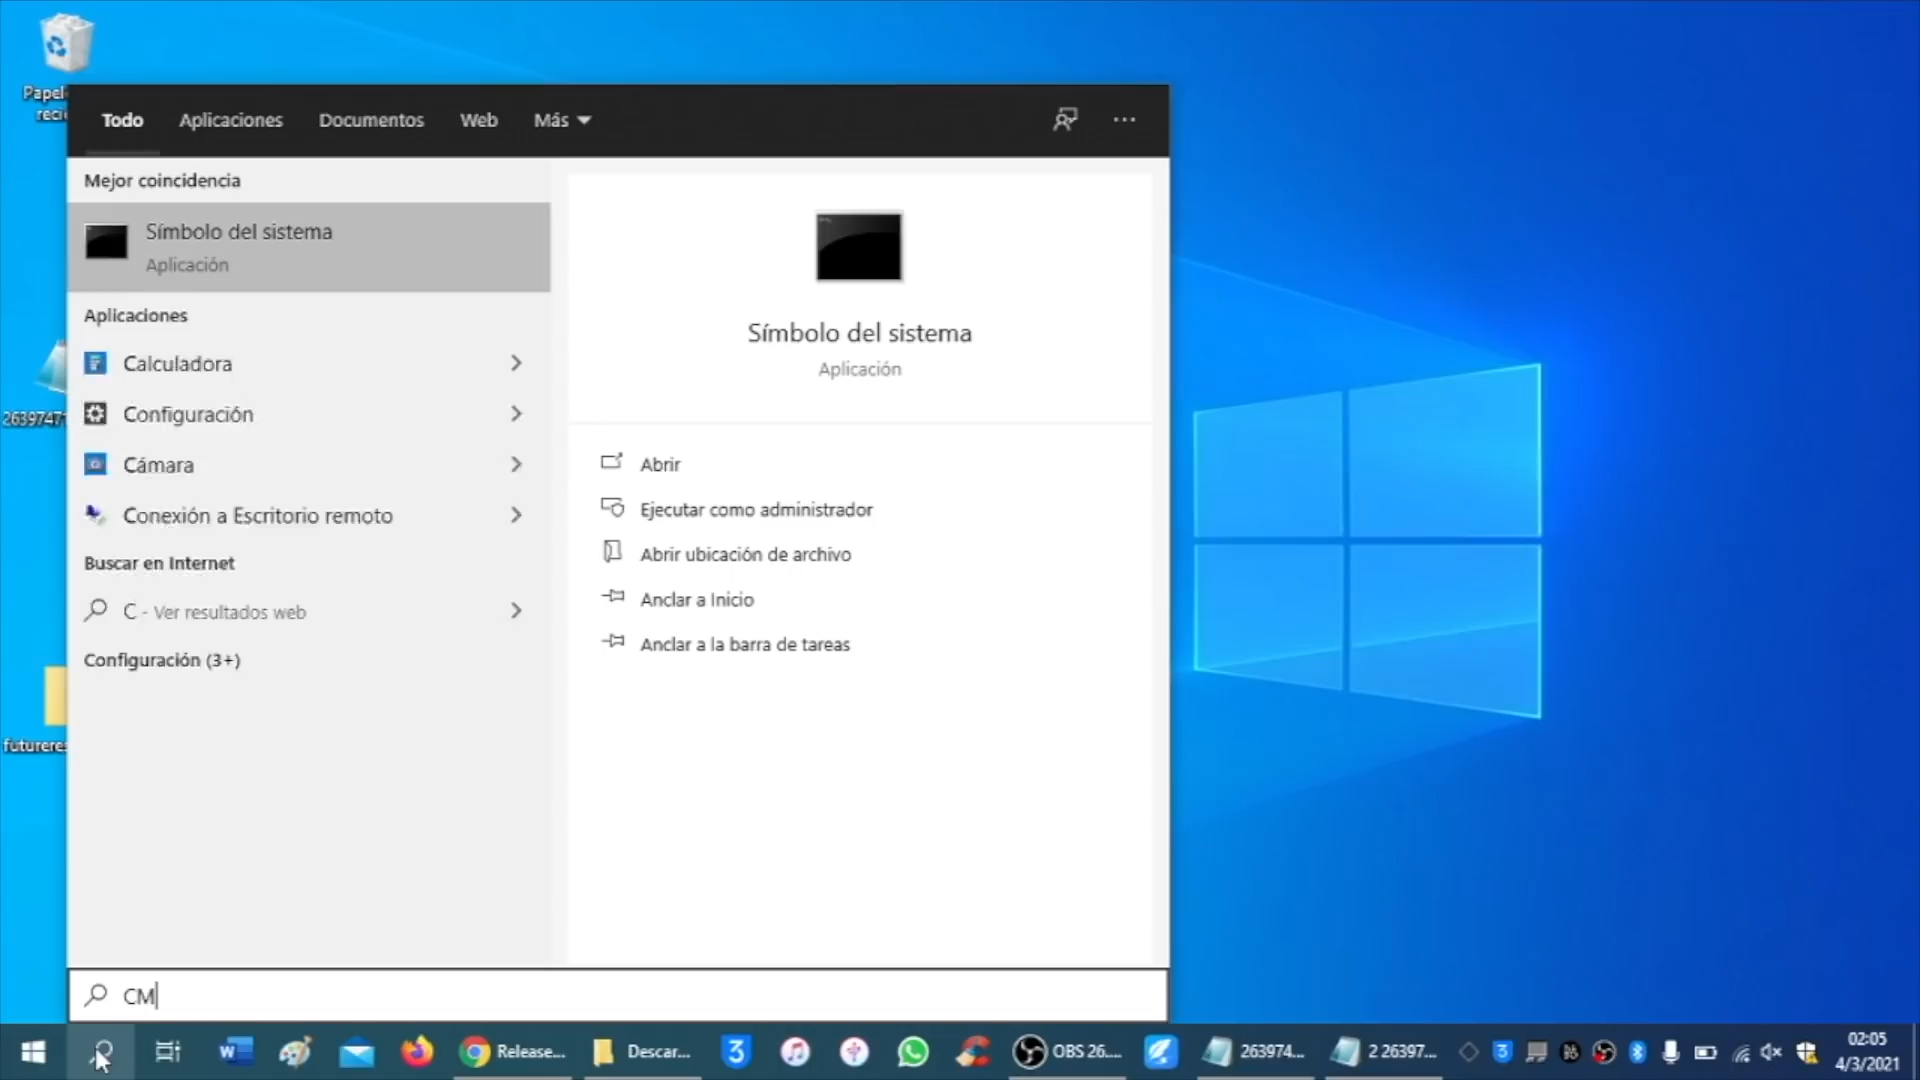 Papel
reci
2639747
futurere
Todo
Aplicaciones
Documentos
Web
Más
Mejor coincidencia
Símbolo del sistema
Aplicación
Aplicaciones
Calculadora
Configuración
Cámara
Conexión a Escritorio remoto
Buscar en Internet
C - Ver resultados web
Configuración (3+)
Símbolo del sistema
Aplicación
Abrir
Ejecutar como administrador
Abrir ubicación de archivo
Anclar a Inicio
Anclar a la barra de tareas
CM
Release...
Descar...
OBS 26....
263974...
2 26397...
02:05
4/3/2021